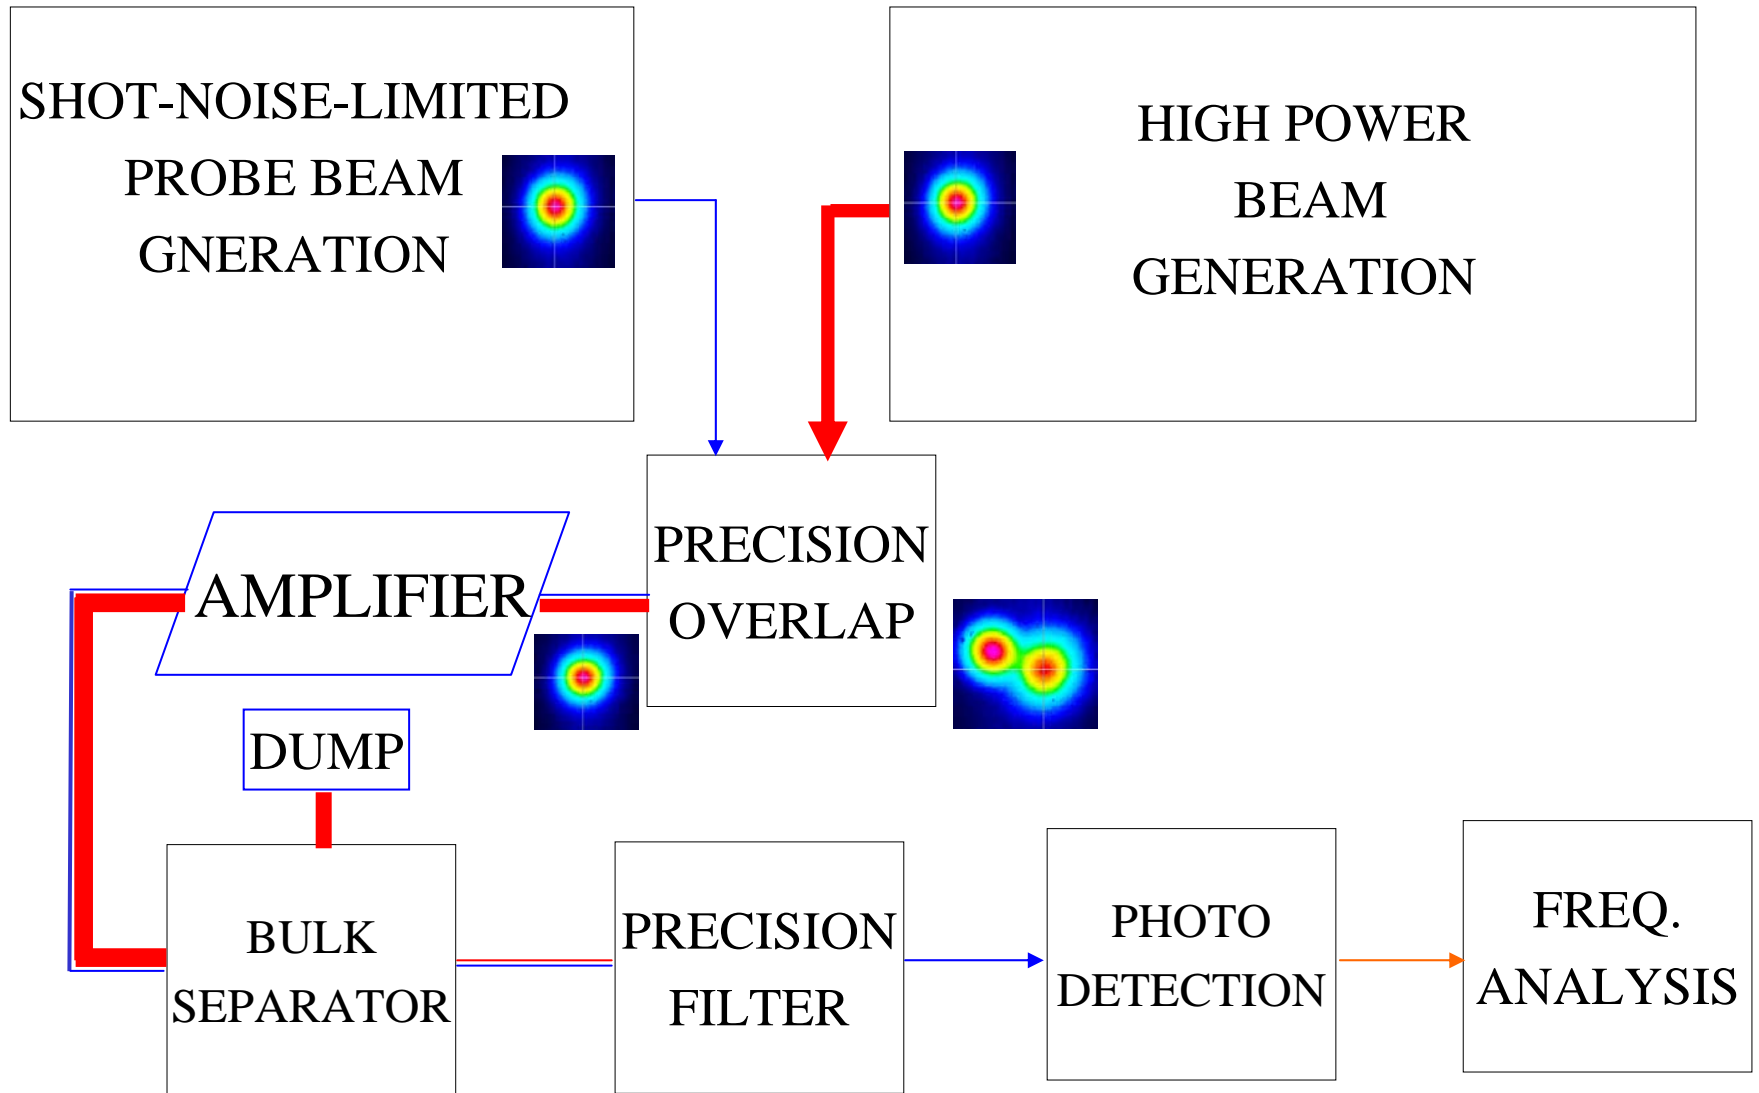 SHOT-NOISE-LIMITED
PROBE BEAM
GNERATION
HIGH POWER
BEAM
GENERATION
PRECISION
OVERLAP
AMPLIFIER
DUMP
BULK
SEPARATOR
PRECISION
FILTER
PHOTO
DETECTION
FREQ.
ANALYSIS